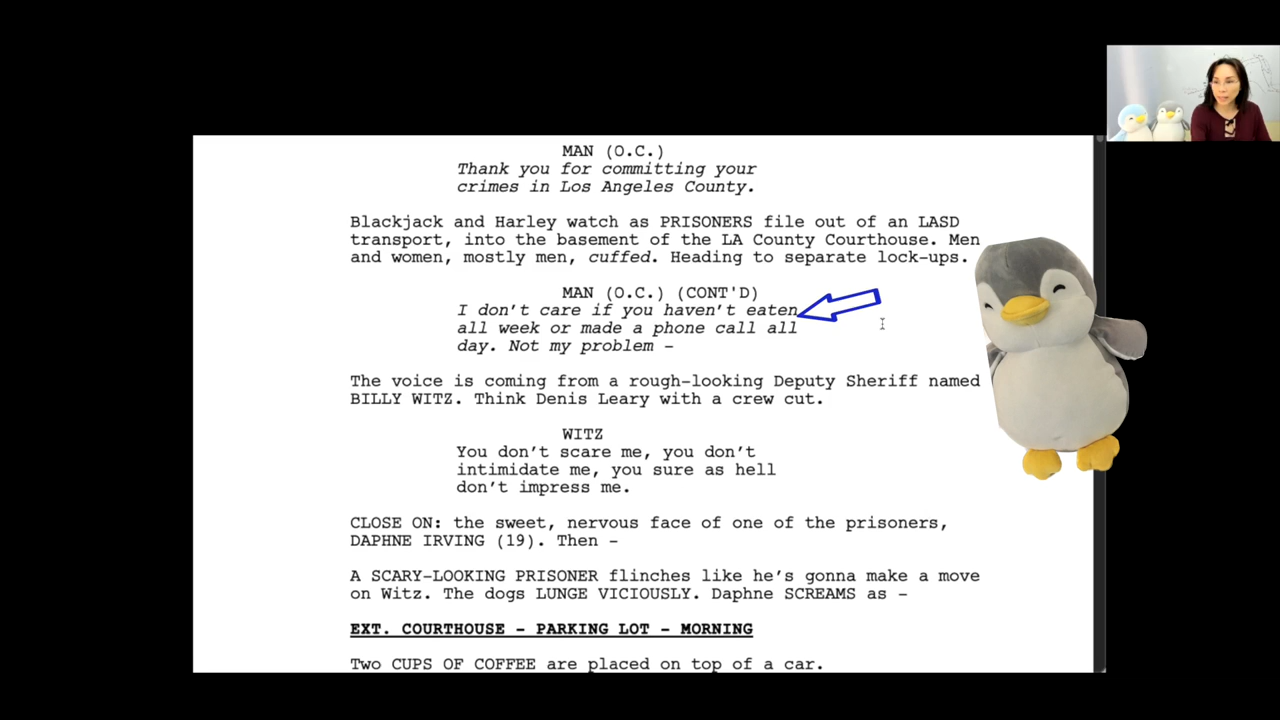 MAN (O.C.)
Thank you for committing your
crimes in Los Angeles County.
Blackjack and Harley watch as PRISONERS file out of an LASD
transport, into the basement of the LA County Courthouse. Men
and women, mostly men, cuffed. Heading to separate lock-ups.
MAN (O.C.) (CONT'D)
I don't care if you haven't eaten
all week or made a phone call all
day. Not my problem –
The voice is coming from a rough-looking Deputy Sheriff named
BILLY WITZ. Think Denis Leary with a crew cut.
WITZ
You don't scare me, you don't
intimidate me, you sure as hell
don't impress me.
CLOSE ON: the sweet, nervous face of one of the prisoners,
DAPHNE IRVING (19). Then –
A SCARY-LOOKING PRISONER flinches like he's gonna make a move
on Witz. The dogs LUNGE VICIOUSLY. Daphne SCREAMS as –
EXT. COURTHOUSE – PARKING LOT – MORNING
Two CUPS OF COFFEE are placed on top of a car.